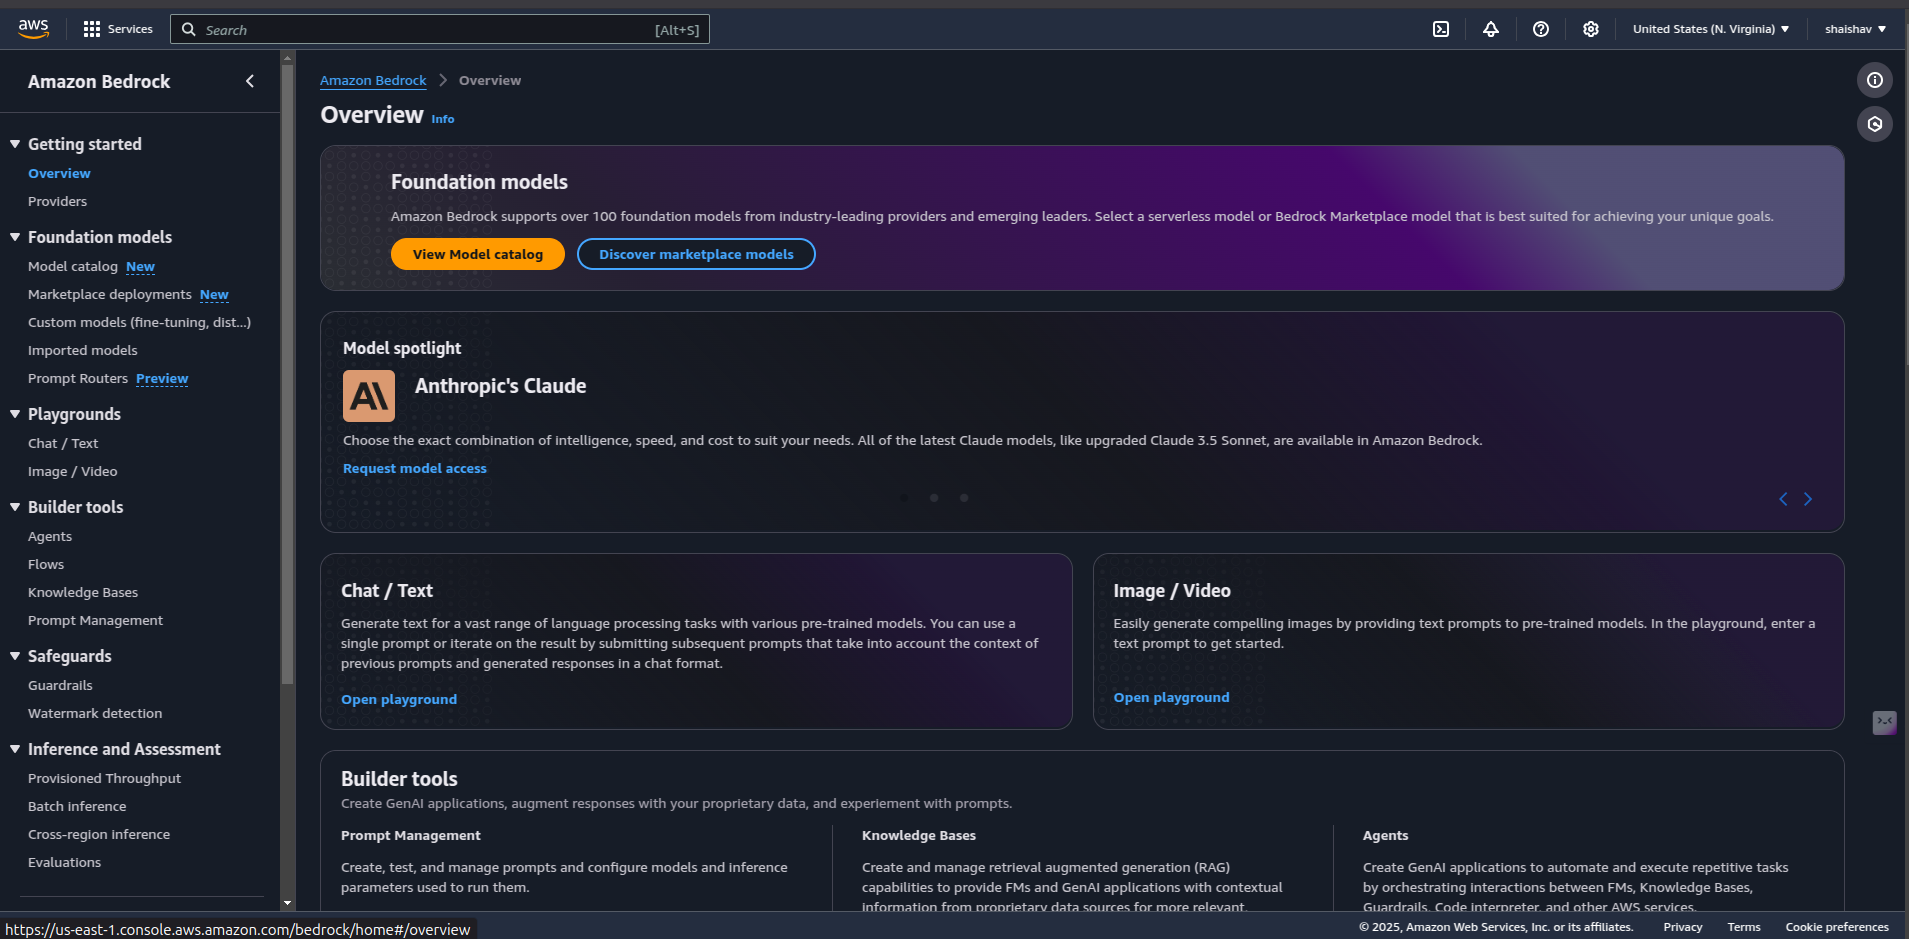 aws
Services
Search [Alt+S]
United States (N. Virginia)
shaishav
Amazon Bedrock
Getting started
Overview
Providers
Foundation models
Model catalog New
Marketplace deployments New
Custom models (fine-tuning, dist...)
Imported models
Prompt Routers Preview
Playgrounds
Chat / Text
Image / Video
Builder tools
Agents
Flows
Knowledge Bases
Prompt Management
Safeguards
Guardrails
Watermark detection
Inference and Assessment
Provisioned Throughput
Batch inference
Cross-region inference
Evaluations
Amazon Bedrock > Overview
Overview Info
Foundation models
Amazon Bedrock supports over 100 foundation models from industry-leading providers and emerging leaders. Select a serverless model or Bedrock Marketplace model that is best suited for achieving your unique goals.
View Model catalog
Discover marketplace models
Model spotlight
Anthropic's Claude
Choose the exact combination of intelligence, speed, and cost to suit your needs. All of the latest Claude models, like upgraded Claude 3.5 Sonnet, are available in Amazon Bedrock.
Request model access
Chat / Text
Generate text for a vast range of language processing tasks with various pre-trained models. You can use a
single prompt or iterate on the result by submitting subsequent prompts that take into account the context of
previous prompts and generated responses in a chat format.
Open playground
Image / Video
Easily generate compelling images by providing text prompts to pre-trained models. In the playground, enter a
text prompt to get started.
Open playground
Builder tools
Create GenAI applications, augment responses with your proprietary data, and experiement with prompts.
Prompt Management
Create, test, and manage prompts and configure models and inference
parameters used to run them.
Knowledge Bases
Create and manage retrieval augmented generation (RAG)
capabilities to provide FMs and GenAI applications with contextual
information from proprietary data sources for more relevant,
Agents
Create GenAI applications to automate and execute repetitive tasks
by orchestrating interactions between FMs, Knowledge Bases,
Guardrails, Code interpreter, and other AWS services.
https://us-east-1.console.aws.amazon.com/bedrock/home#/overview
© 2025, Amazon Web Services, Inc. or its affiliates.
Privacy
Terms
Cookie preferences